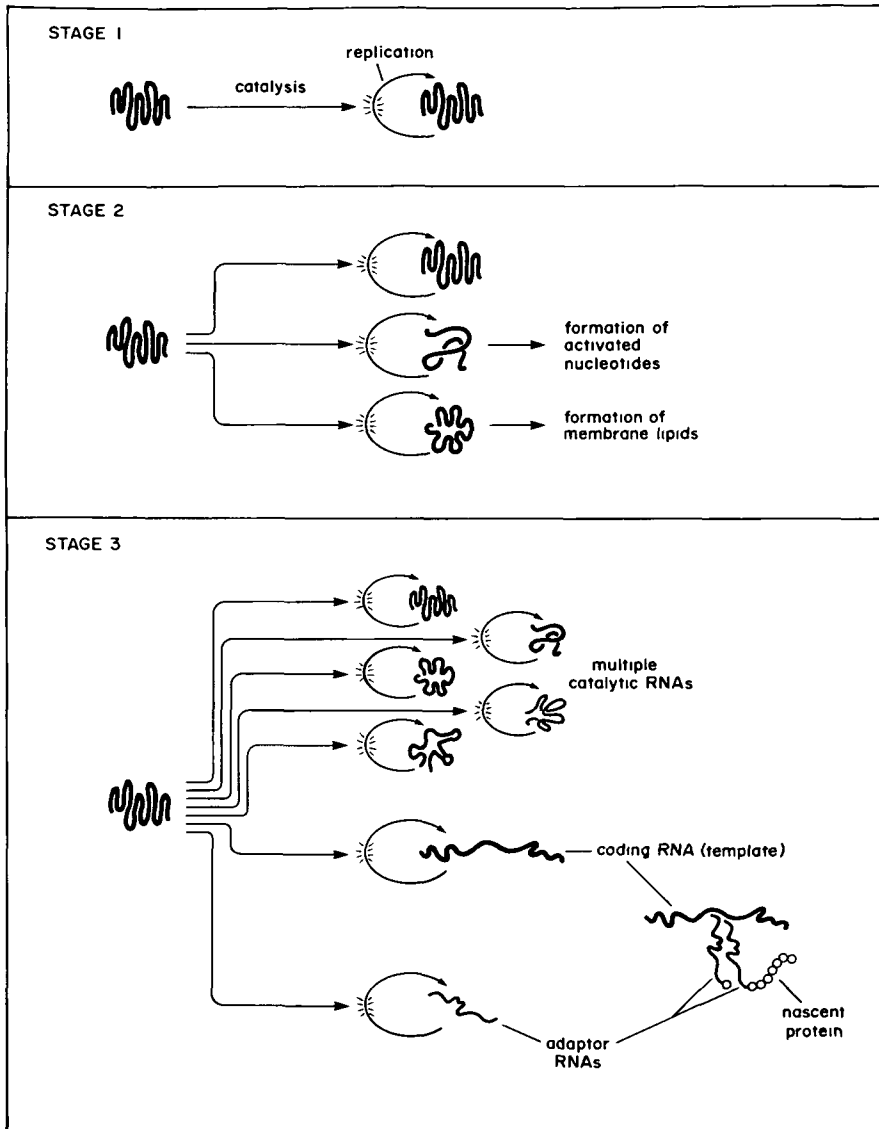 STAGE 1
replication
catalysis
STAGE 2
formation of
activated
nucleotides
formation of
membrane lipids
STAGE 3
multiple
catalytic RNAs
coding RNA (template)
nascent
protein
adaptor
RNAs